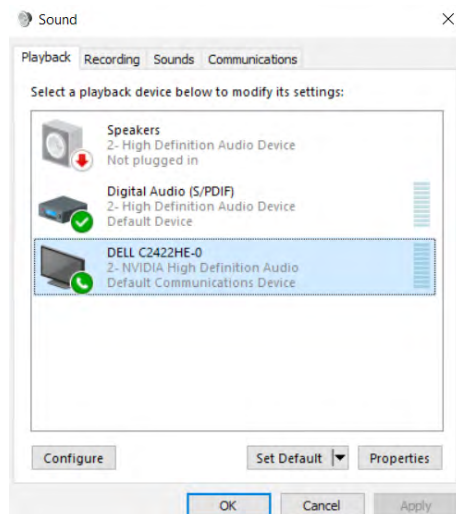 Sound
Playback Recording Sounds Communications
Select a playback device below to modify its settings:
Speakers
2- High Definition Audio Device
Not plugged in
Digital Audio (S/PDIF)
2- High Definition Audio Device
Default Device
DELL C2422HE-0
2- NVIDIA High Definition Audio
Default Communications Device
Configure Set Default Properties
OK Cancel Apply